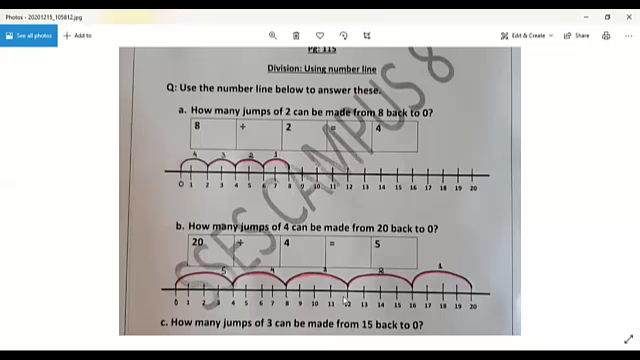 Photos - 20201215_105812.jpg
See all photos + Add to Edit & Create Share
Pg: 115
Division: Using number line
Q: Use the number line below to answer these.
a. How many jumps of 2 can be made from 8 back to 0?
8 ÷ 2 = 4
4 3 2 1
0 1 2 3 4 5 6 7 8 9 10 11 12 13 14 15 16 17 18 19 20
b. How many jumps of 4 can be made from 20 back to 0?
20 ÷ 4 = 5
5 4 3 2 1
0 1 2 3 4 5 6 7 8 9 10 11 12 13 14 15 16 17 18 19 20
c. How many jumps of 3 can be made from 15 back to 0?
SSES CAMPUS 8